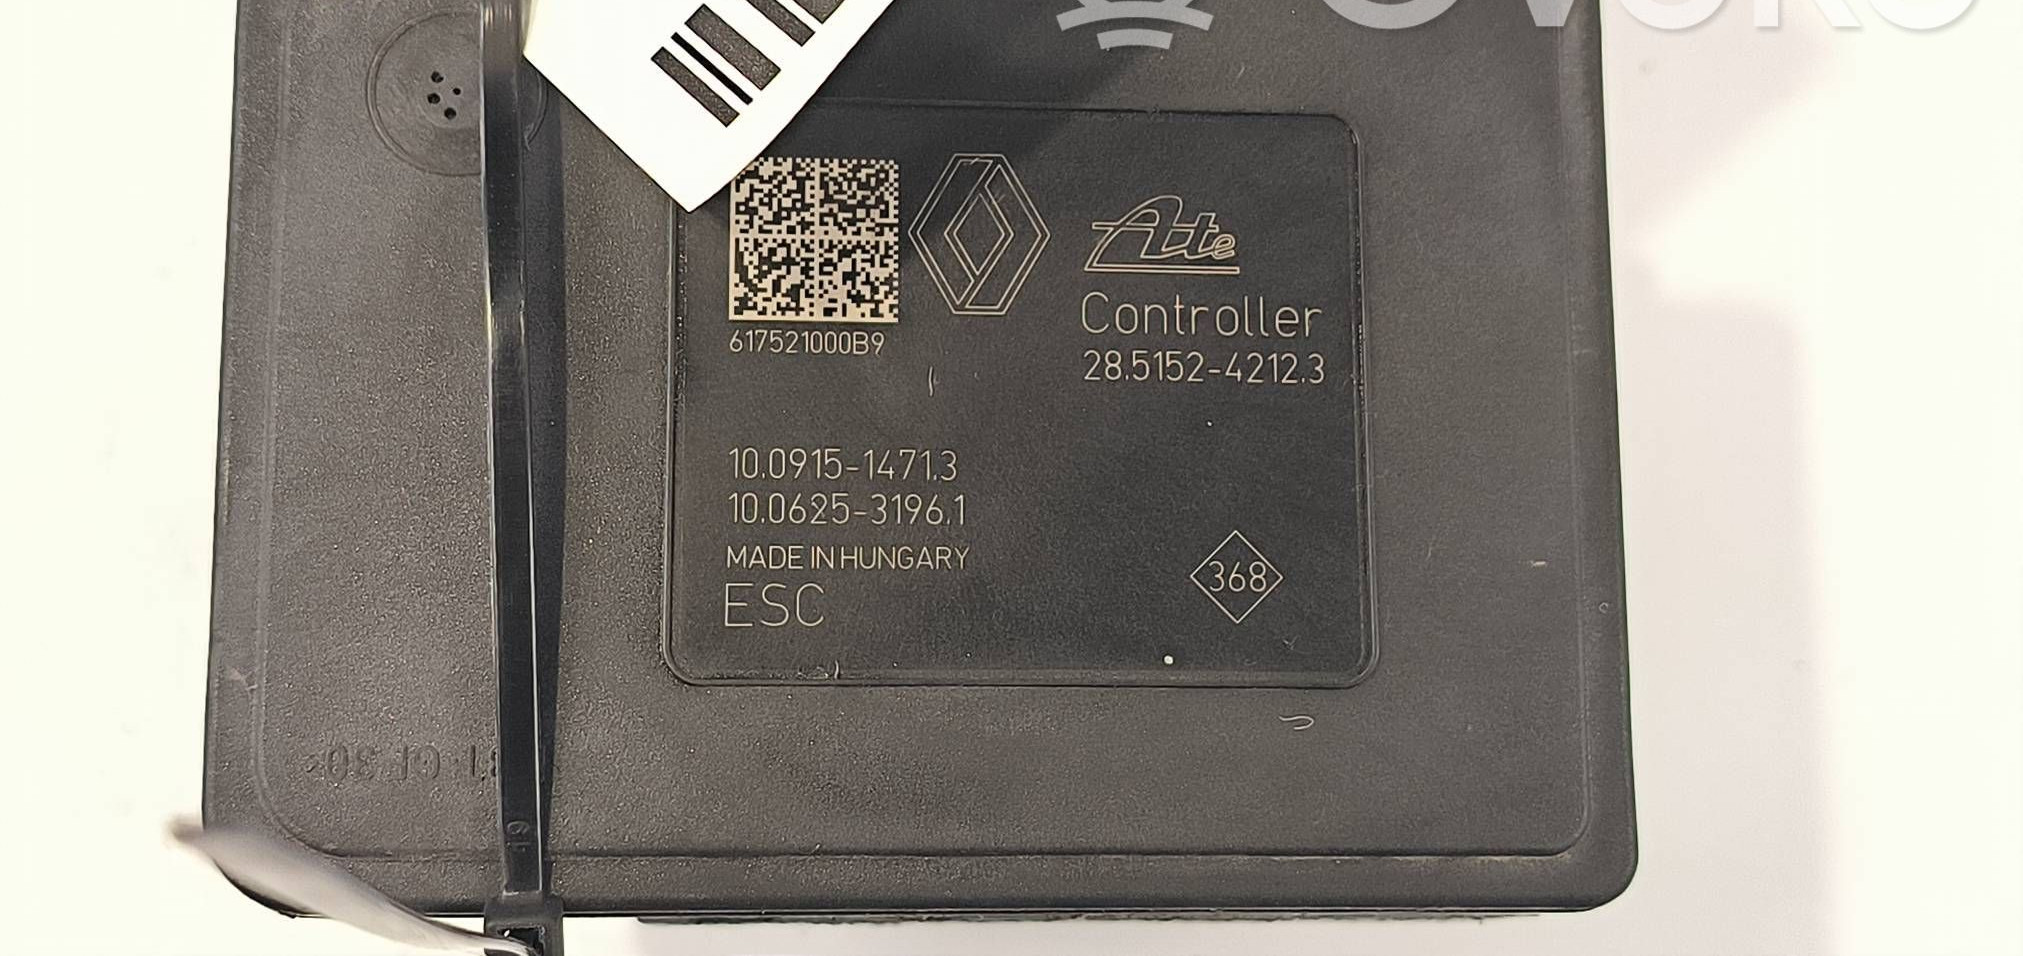 Ate
Controller
28.5152-4212.3
617521000B9
10.0915-1471.3
10.0625-3196.1
MADE IN HUNGARY
ESC
368